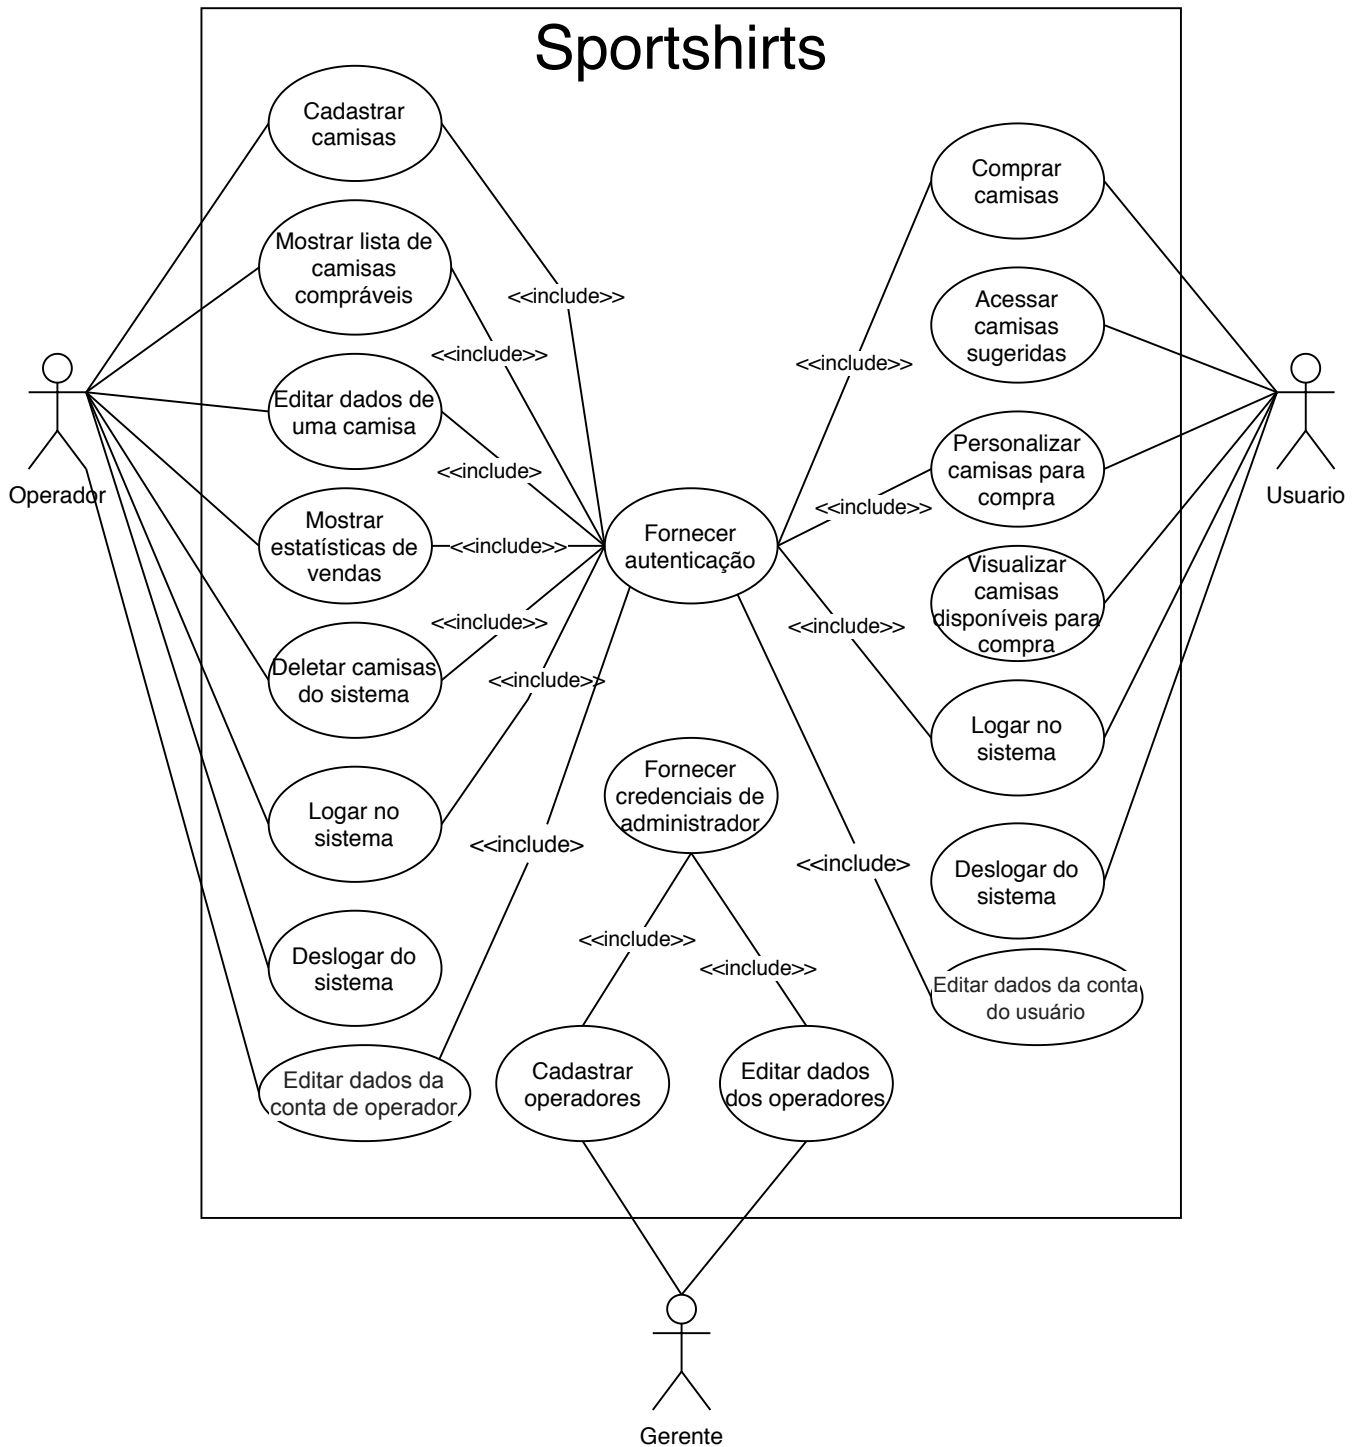 Sportshirts
Cadastrar
camisas
Comprar
camisas
Mostrar lista de
camisas
compráveis
<<include>>
<<include>>
<<include>>
Acessar
camisas
sugeridas
Editar dados de
uma camisa
<<include>
Personalizar
camisas para
compra
<<include>>
Operador
Usuario
Mostrar
estatísticas de
vendas
<<include>>
Fornecer
autenticação
Visualizar
camisas
disponíveis para
compra
<<include>>
<<include>>
Deletar camisas
do sistema
<<include>>
Logar no
sistema
Fornecer
credenciais de
administrador
Logar no
sistema
<<include>
<<include>
Deslogar do
sistema
<<include>>
<<include>>
Deslogar do
sistema
Editar dados da conta
do usuário
Editar dados da
conta de operador
Cadastrar
operadores
Editar dados
dos operadores
Gerente